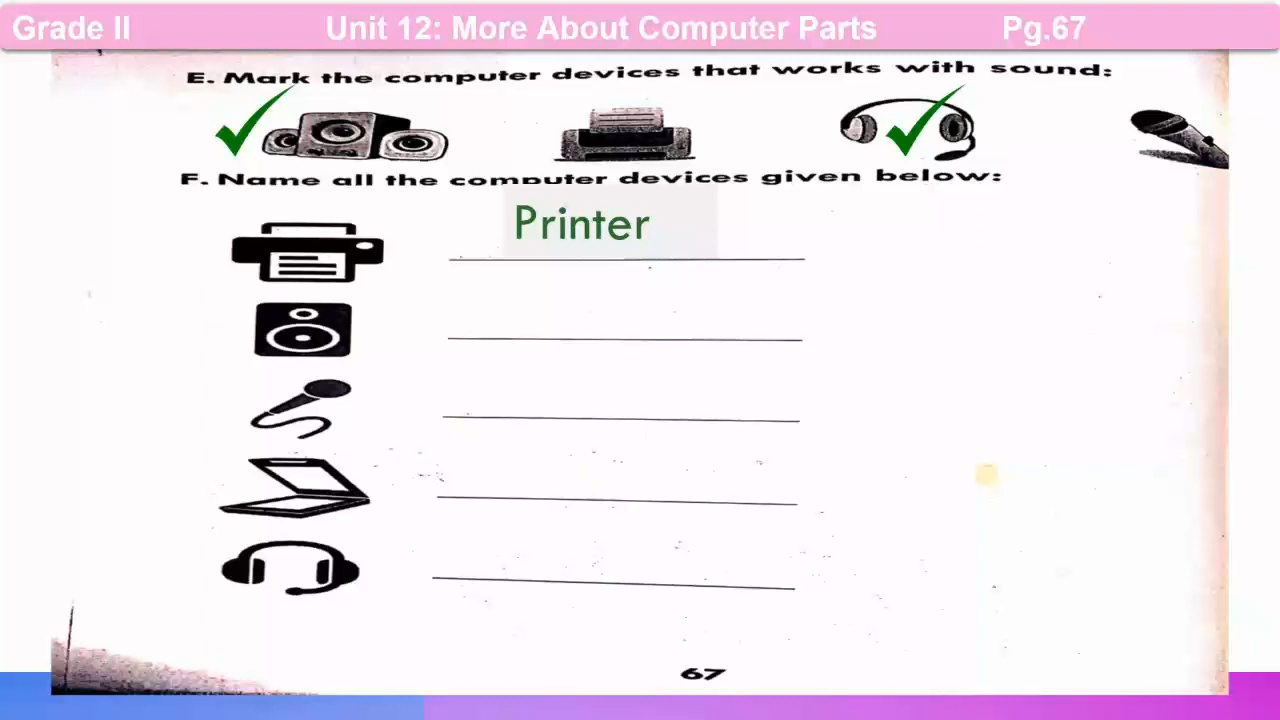 Grade II Unit 12: More About Computer Parts Pg.67
E. Mark the computer devices that works with sound:
F. Name all the computer devices given below:
Printer
67